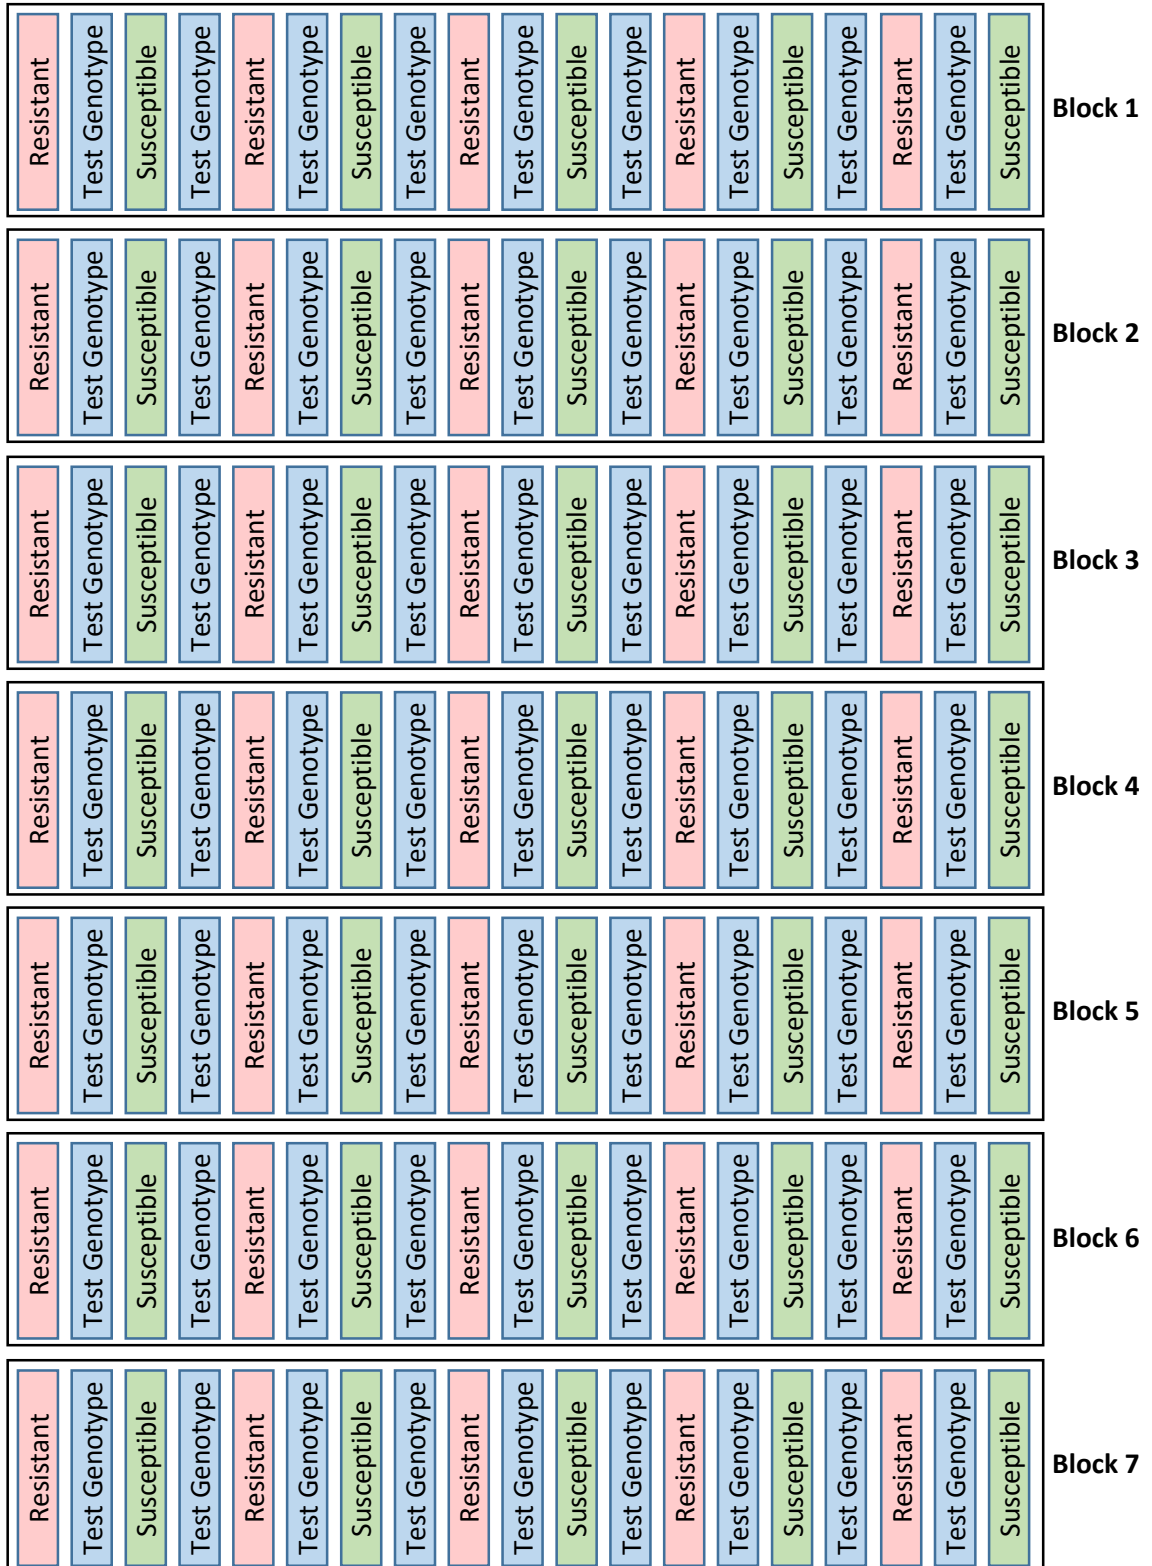 Resistant
Test Genotype
Susceptible
Test Genotype
Resistant
Test Genotype
Susceptible
Test Genotype
Resistant
Test Genotype
Susceptible
Test Genotype
Resistant
Test Genotype
Susceptible
Test Genotype
Resistant
Test Genotype
Susceptible
Block 1
Resistant
Test Genotype
Susceptible
Test Genotype
Resistant
Test Genotype
Susceptible
Test Genotype
Resistant
Test Genotype
Susceptible
Test Genotype
Resistant
Test Genotype
Susceptible
Test Genotype
Resistant
Test Genotype
Susceptible
Block 2
Resistant
Test Genotype
Susceptible
Test Genotype
Resistant
Test Genotype
Susceptible
Test Genotype
Resistant
Test Genotype
Susceptible
Test Genotype
Resistant
Test Genotype
Susceptible
Test Genotype
Resistant
Test Genotype
Susceptible
Block 3
Resistant
Test Genotype
Susceptible
Test Genotype
Resistant
Test Genotype
Susceptible
Test Genotype
Resistant
Test Genotype
Susceptible
Test Genotype
Resistant
Test Genotype
Susceptible
Test Genotype
Resistant
Test Genotype
Susceptible
Block 4
Resistant
Test Genotype
Susceptible
Test Genotype
Resistant
Test Genotype
Susceptible
Test Genotype
Resistant
Test Genotype
Susceptible
Test Genotype
Resistant
Test Genotype
Susceptible
Test Genotype
Resistant
Test Genotype
Susceptible
Block 5
Resistant
Test Genotype
Susceptible
Test Genotype
Resistant
Test Genotype
Susceptible
Test Genotype
Resistant
Test Genotype
Susceptible
Test Genotype
Resistant
Test Genotype
Susceptible
Test Genotype
Resistant
Test Genotype
Susceptible
Block 6
Resistant
Test Genotype
Susceptible
Test Genotype
Resistant
Test Genotype
Susceptible
Test Genotype
Resistant
Test Genotype
Susceptible
Test Genotype
Resistant
Test Genotype
Susceptible
Test Genotype
Resistant
Test Genotype
Susceptible
Block 7